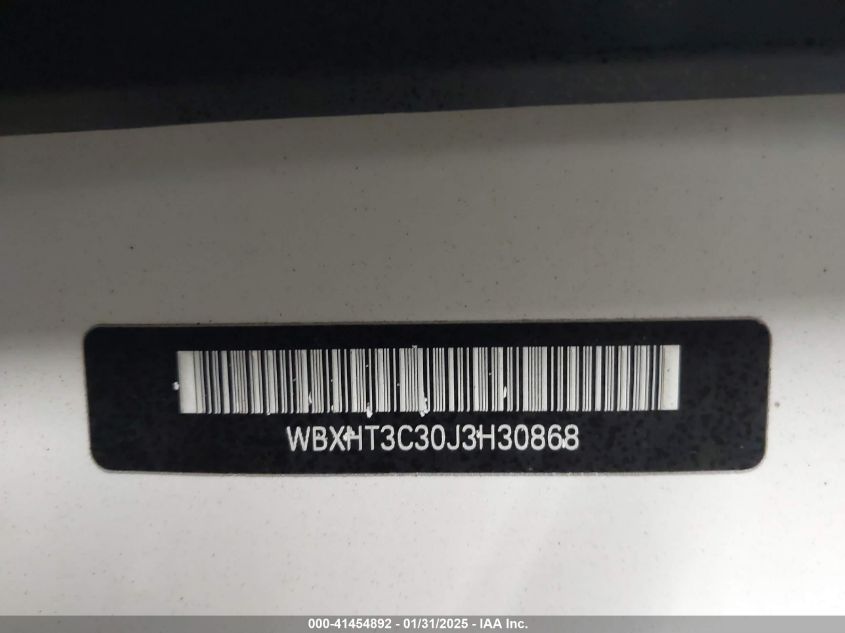 WBXHT3C30J3H30868
000-41454892 - 01/31/2025 - IAA Inc.